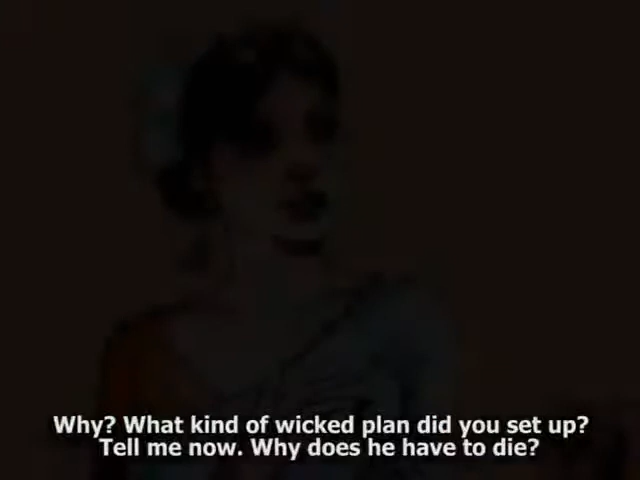 Why? What kind of wicked plan did you set up?
Tell me now. Why does he have to die?